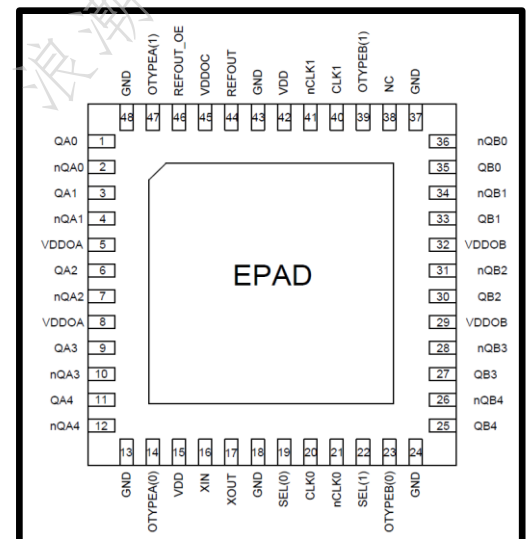 浪潮
GND OTYPEA(1) REFOUT_OE VDDOC REFOUT GND VDD nCLK1 CLK1 OTYPEB(1) NC GND
48 47 46 45 44 43 42 41 40 39 38 37
QA0 1 36 nQB0
nQA0 2 35 QB0
QA1 3 34 nQB1
nQA1 4 33 QB1
VDDOA 5 32 VDDOB
QA2 6 31 nQB2
EPAD
nQA2 7 30 QB2
VDDOA 8 29 VDDOB
QA3 9 28 nQB3
nQA3 10 27 QB3
QA4 11 26 nQB4
nQA4 12 25 QB4
13 14 15 16 17 18 19 20 21 22 23 24
GND OTYPEA(0) VDD XIN XOUT GND SEL(0) CLK0 nCLK0 SEL(1) OTYPEB(0) GND